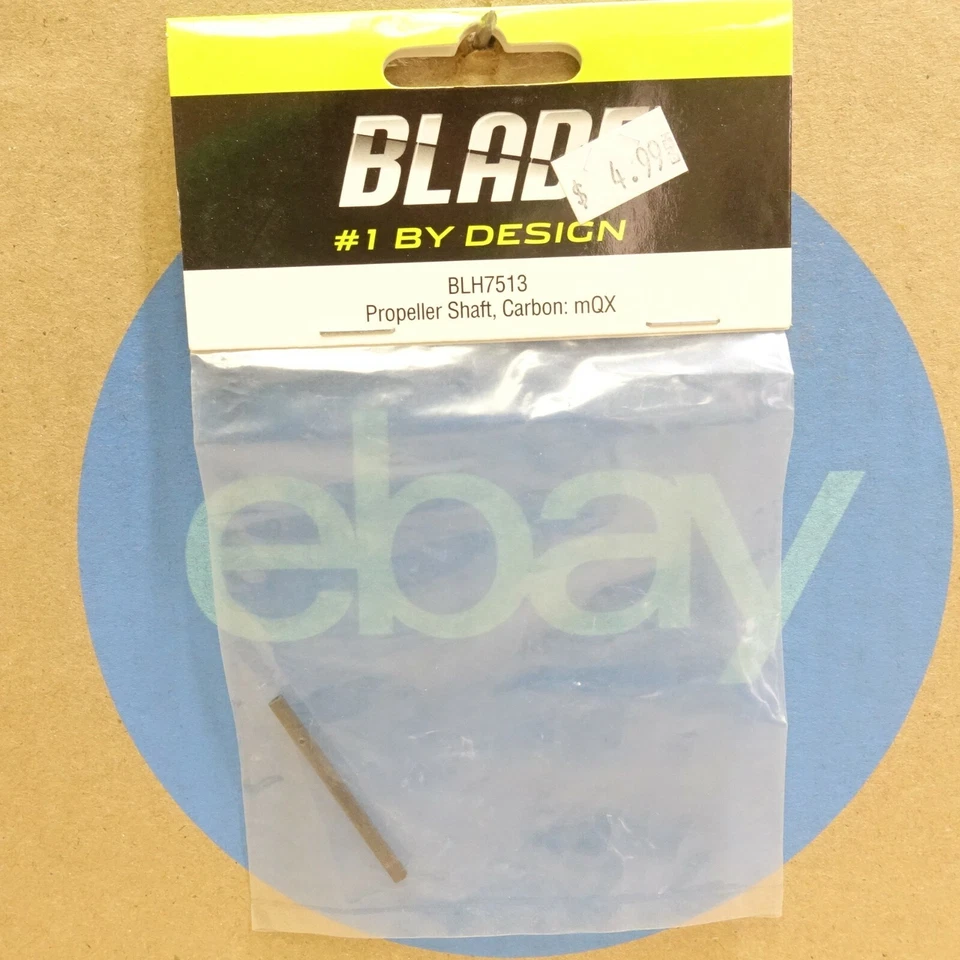 BLADE
$ 4.99
#1 BY DESIGN
BLH7513
Propeller Shaft, Carbon: mQX
ebay